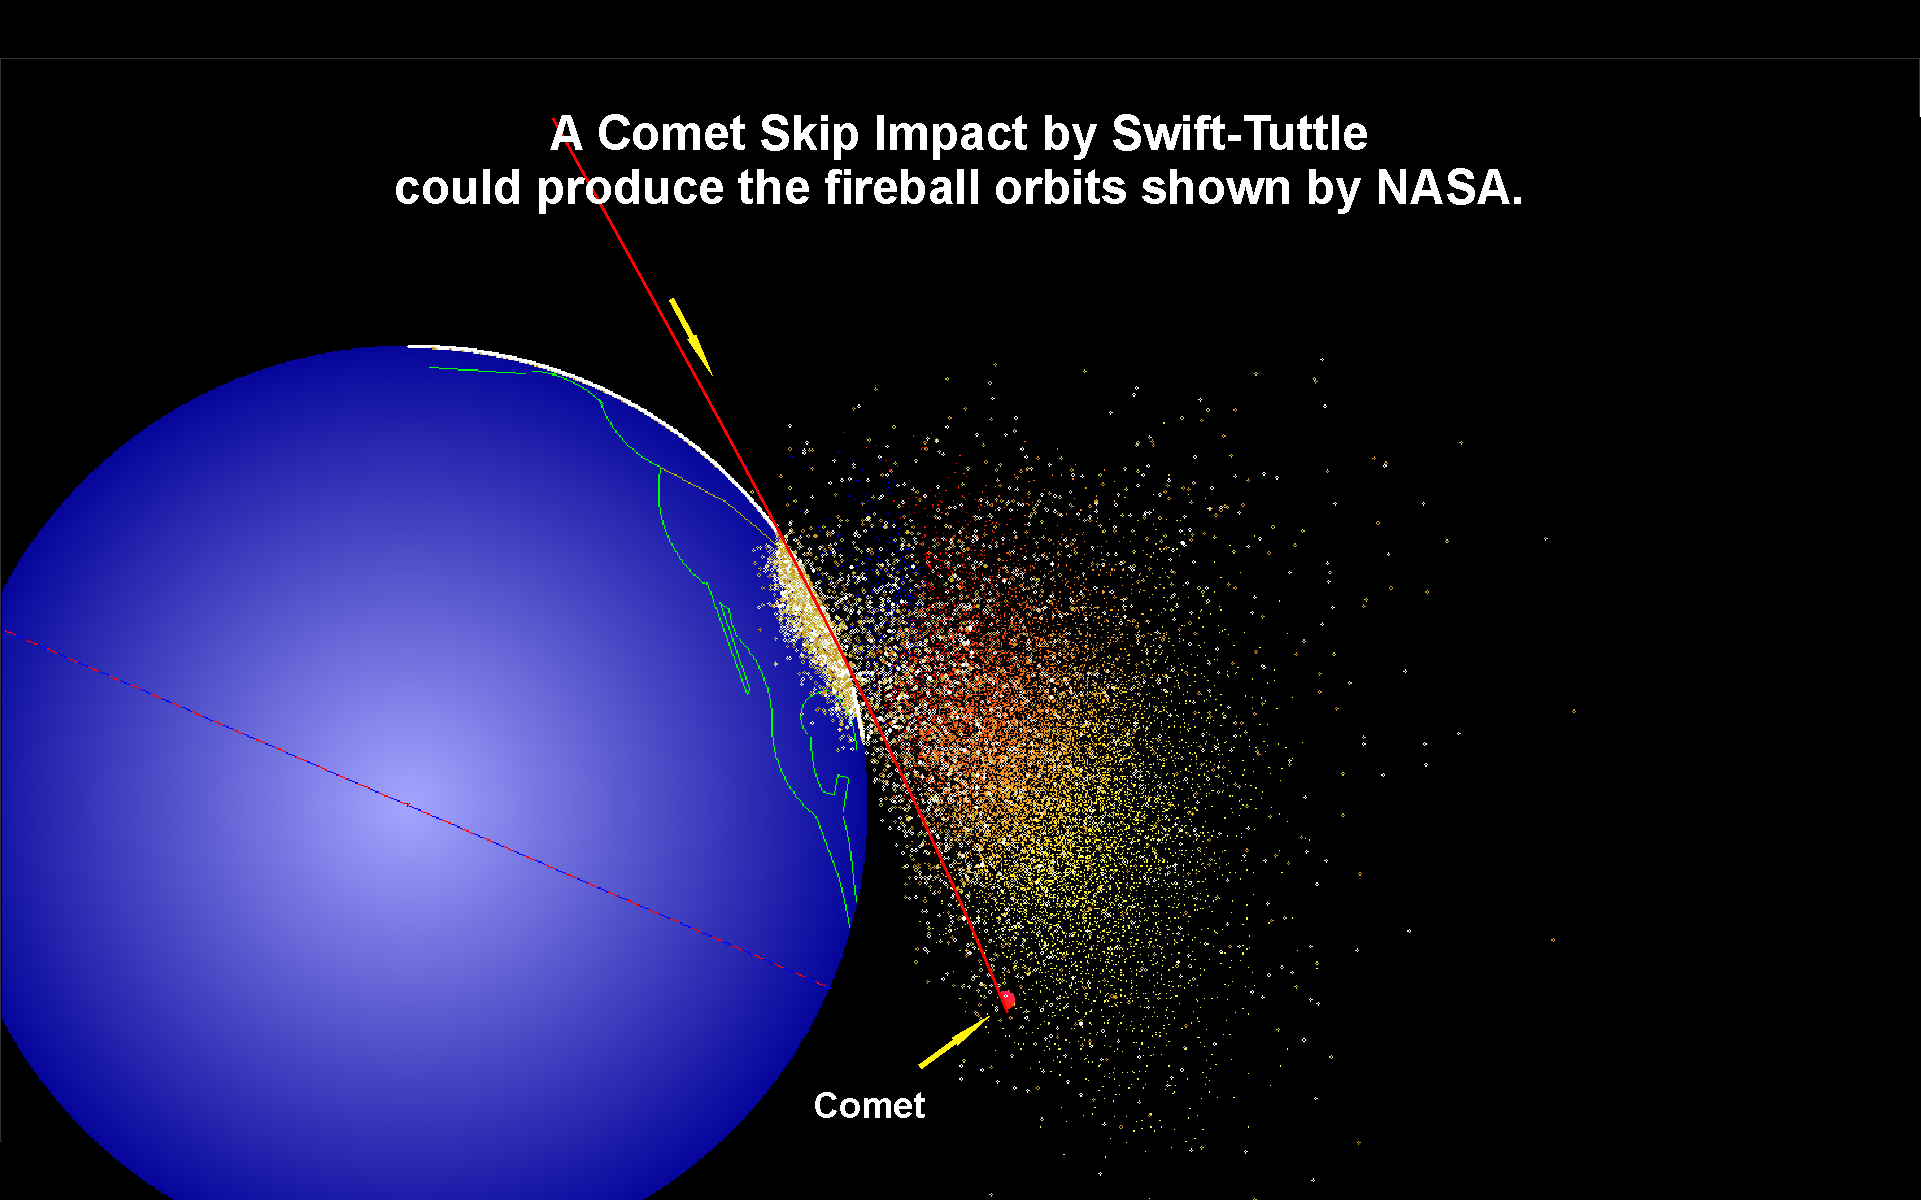 A Comet Skip Impact by Swift-Tuttle
could produce the fireball orbits shown by NASA.
Comet